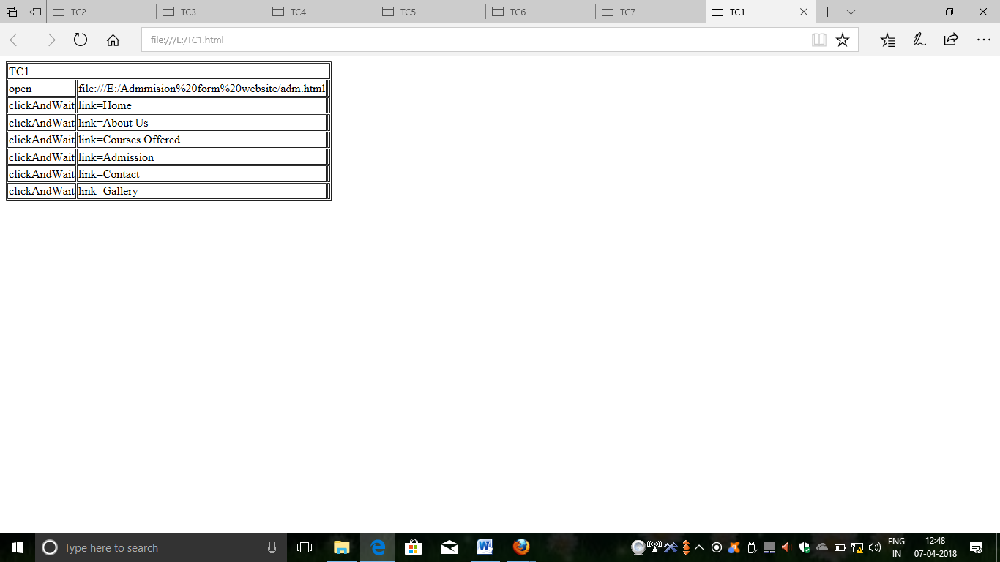 TC2 TC3 TC4 TC5 TC6 TC7 TC1
file:///E:/TC1.html
TC1
open file:///E:/Admmision%20form%20website/adm.html
clickAndWait link=Home
clickAndWait link=About Us
clickAndWait link=Courses Offered
clickAndWait link=Admission
clickAndWait link=Contact
clickAndWait link=Gallery
Type here to search
ENG 12:48
IN 07-04-2018